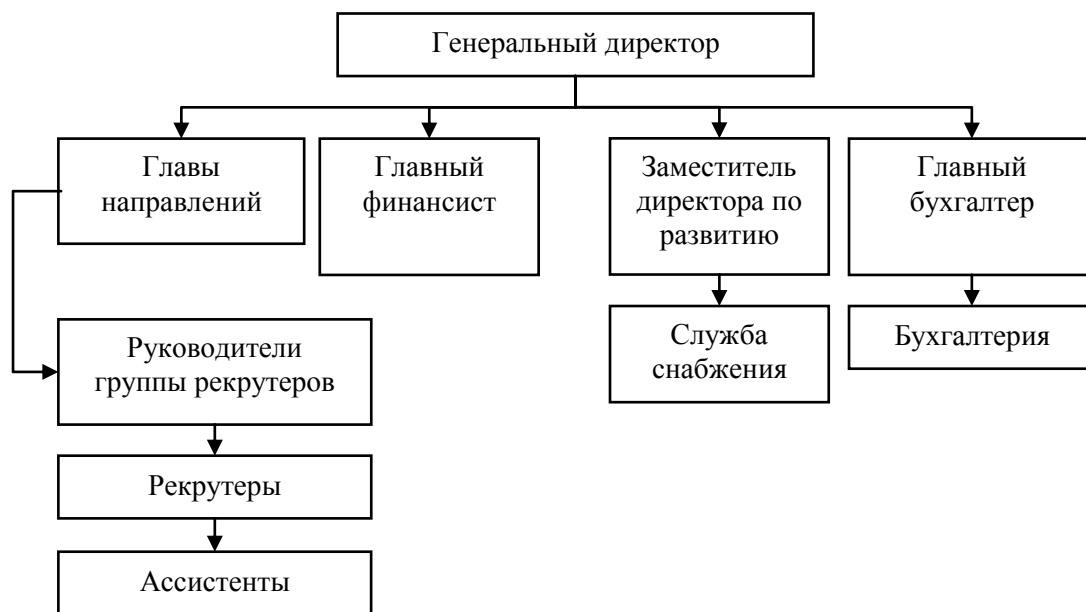 Генеральный директор
Главы
направлений
Главный
финансист
Заместитель
директора по
развитию
Главный
бухгалтер
Руководители
группы рекрутеров
Служба
снабжения
Бухгалтерия
Рекрутеры
Ассистенты